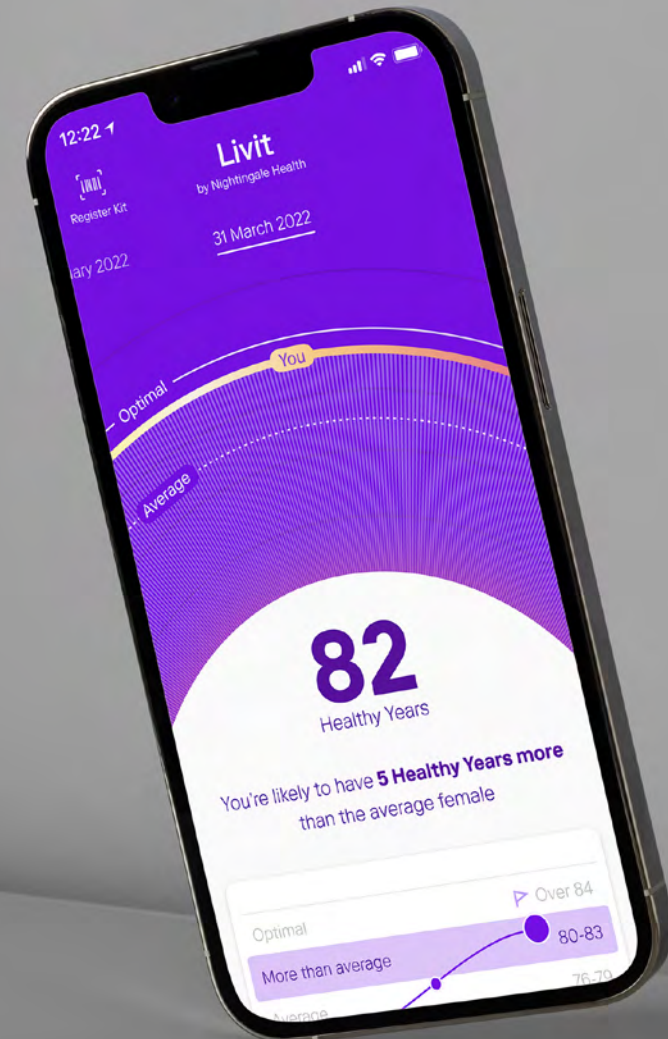 12:22
Livit
by Nightingale Health
Register Kit
ary 2022
31 March 2022
Optimal
You
Average
82
Healthy Years
You're likely to have 5 Healthy Years more
than the average female
Optimal
Over 84
More than average
80-83
Average
76-79